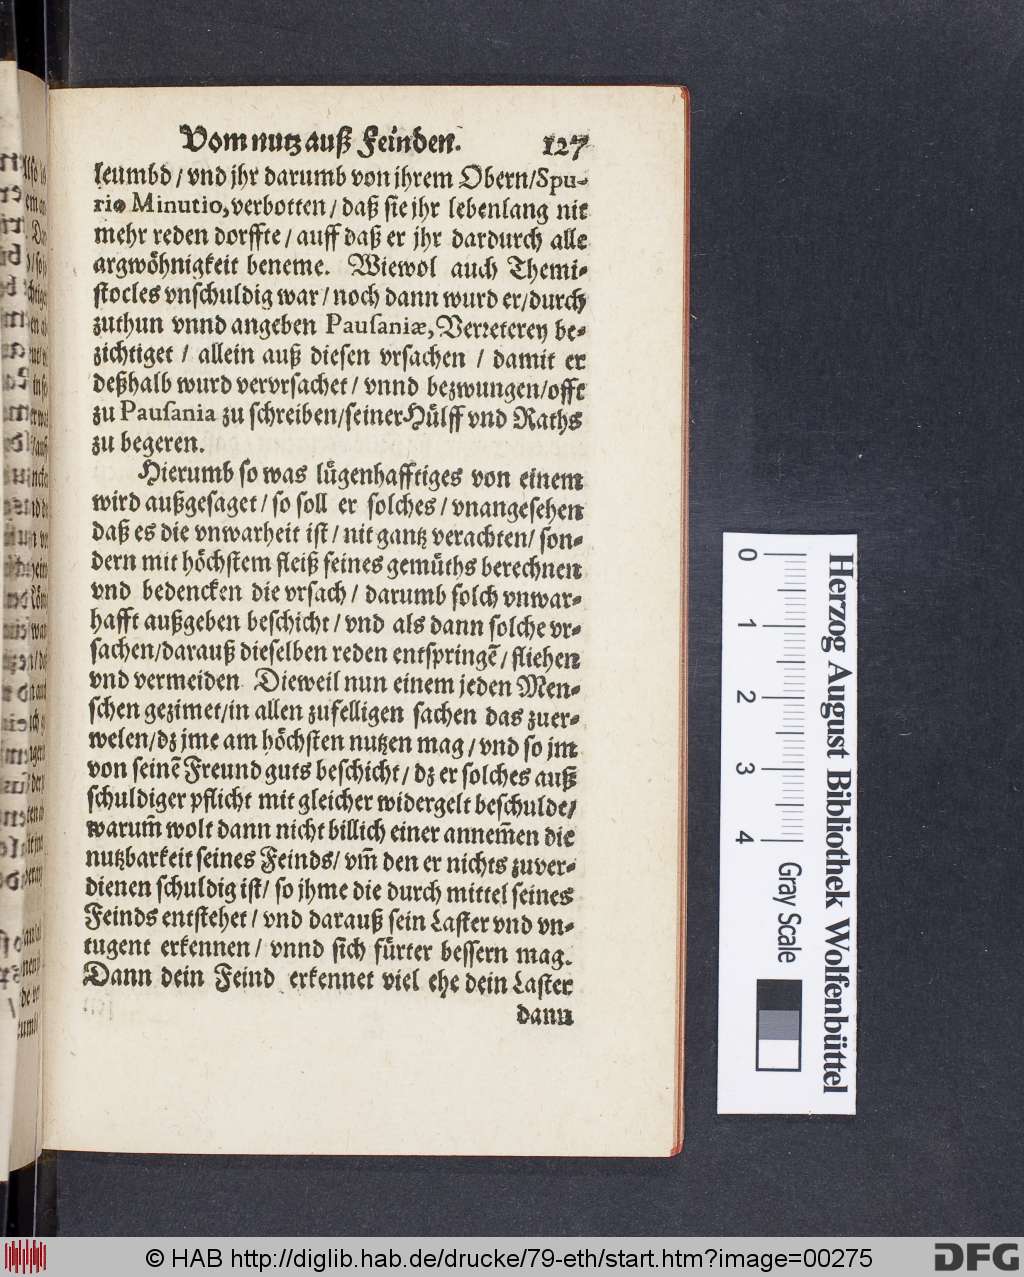 Vom nutz auß Feinden. 127
leumbd / vnd jhr darumb von ihrem Obern/Spu-
rio Minutio, verbotten / daß sie jhr lebenlang nit
mehr reden dorffte / auff daß er jhr dardurch alle
argwöhnigkeit beneme. Wiewol auch Themi-
stocles vnschuldig war / noch dann wurd er/durch
zuthun vnnd angeben Pausaniæ, Verreterey be-
zichtiget / allein auß diesen vrsachen / damit er
deßhalb wurd vervrsachet / vnnd bezwungen/offt
zu Pausania zu schreiben/seiner Hülff vnd Raths
zu begeren.
Hierumb so was lügenhafftiges von einem
wird außgesaget / so soll er solches / vnangesehen
daß es die vnwarheit ist / nit gantz verachten/ son-
dern mit höchstem fleiß seines gemüths berechnen
vnd bedencken die vrsach / darumb solch vnwar-
hafft außgeben beschicht / vnd als dann solche vr-
sachen/darauß dieselben reden entspringẽ / fliehen
vnd vermeiden Dieweil nun einem jeden Men-
schen gezimet/in allen zufelligen sachen das zuer-
welen/dz jme am höchsten nutzen mag / vnd so jm
von seinẽ Freund guts beschicht / dz er solches auß
schuldiger pflicht mit gleicher widergelt beschulde/
warum̃ wolt dann nicht billich einer annem̃en die
nutzbarkeit seines Feinds/ vm̃ den er nichts zuver-
dienen schuldig ist/ so jhme die durch mittel seines
Feinds entstehet / vnd darauß sein Laster vnd vn-
tugent erkennen / vnnd sich fürter bessern mag.
Dann dein Feind erkennet viel ehe dein Laster
dann
Herzog August Bibliothek Wolfenbüttel
0 1 2 3 4
Gray Scale
© HAB http://diglib.hab.de/drucke/79-eth/start.htm?image=00275
DFG